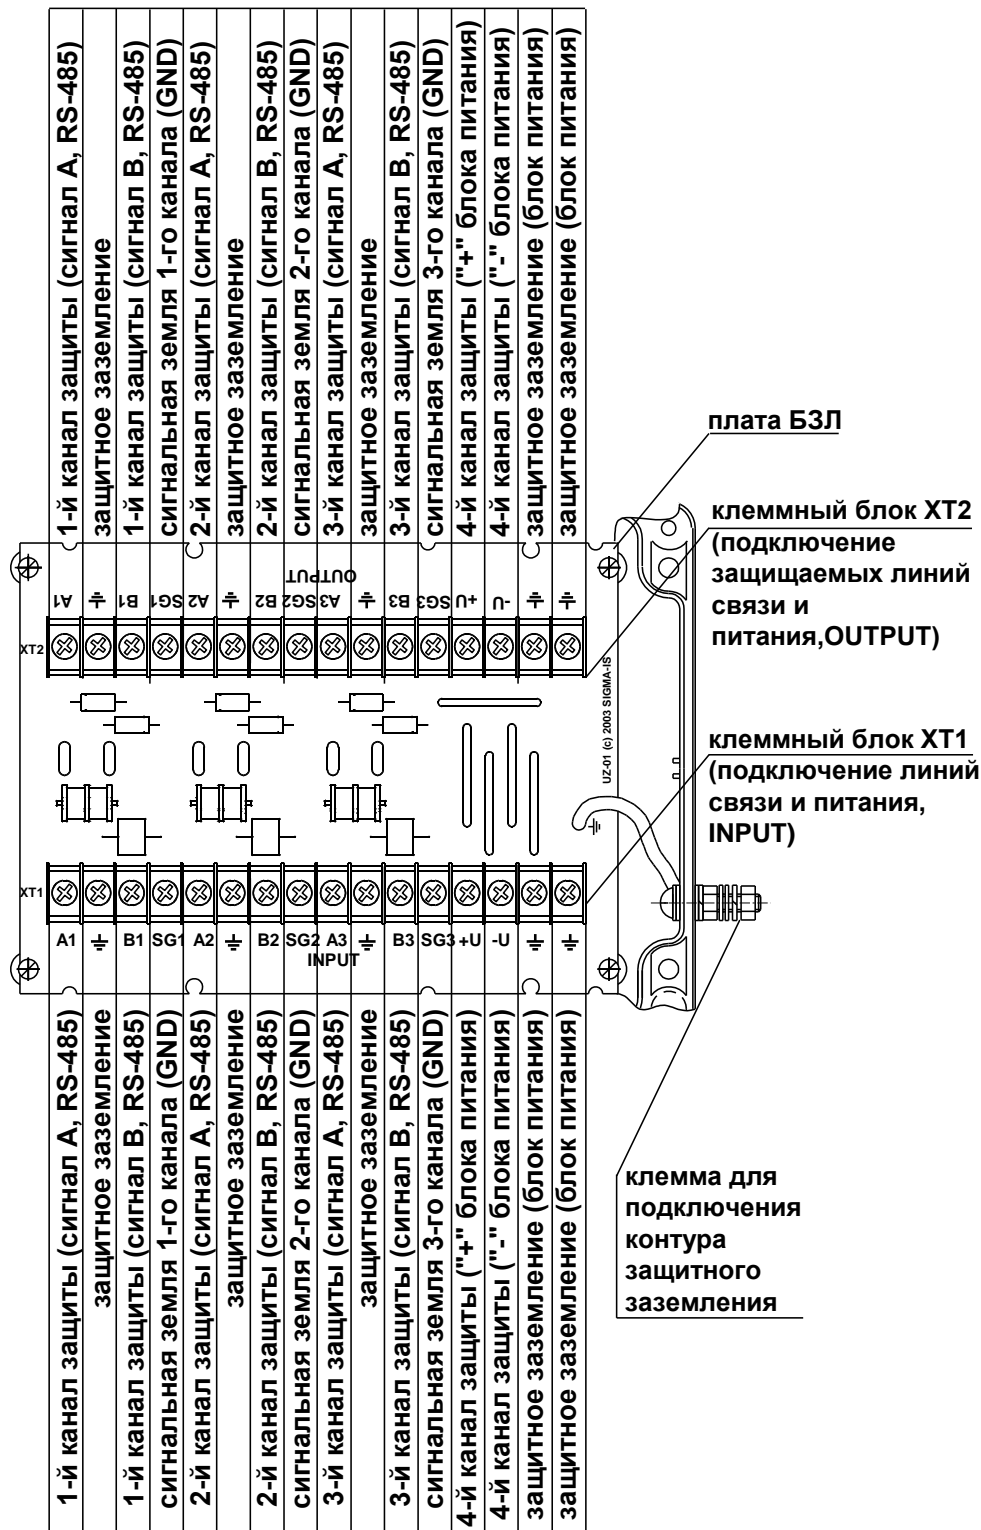 1-й канал защиты (сигнал A, RS-485)
защитное заземление
1-й канал защиты (сигнал B, RS-485)
сигнальная земля 1-го канала (GND)
2-й канал защиты (сигнал A, RS-485)
защитное заземление
2-й канал защиты (сигнал B, RS-485)
сигнальная земля 2-го канала (GND)
3-й канал защиты (сигнал A, RS-485)
защитное заземление
3-й канал защиты (сигнал B, RS-485)
сигнальная земля 3-го канала (GND)
4-й канал защиты ("+" блока питания)
4-й канал защиты ("-" блока питания)
защитное заземление (блок питания)
защитное заземление (блок питания)
плата БЗЛ
клеммный блок XT2
(подключение
защищаемых линий
связи и
питания,OUTPUT)
OUTPUT
A1 B1 SG1 A2 B2 SG2 A3 B3 SG3 +U -U
XT2
UZ-01 (c) 2003 SIGMA-IS
клеммный блок XT1
(подключение линий
связи и питания,
INPUT)
XT1
A1 B1 SG1 A2 B2 SG2 A3 B3 SG3 +U -U
INPUT
1-й канал защиты (сигнал A, RS-485)
защитное заземление
1-й канал защиты (сигнал B, RS-485)
сигнальная земля 1-го канала (GND)
2-й канал защиты (сигнал A, RS-485)
защитное заземление
2-й канал защиты (сигнал B, RS-485)
сигнальная земля 2-го канала (GND)
3-й канал защиты (сигнал A, RS-485)
защитное заземление
3-й канал защиты (сигнал B, RS-485)
сигнальная земля 3-го канала (GND)
4-й канал защиты ("+" блока питания)
4-й канал защиты ("-" блока питания)
защитное заземление (блок питания)
защитное заземление (блок питания)
клемма для
подключения
контура
защитного
заземления